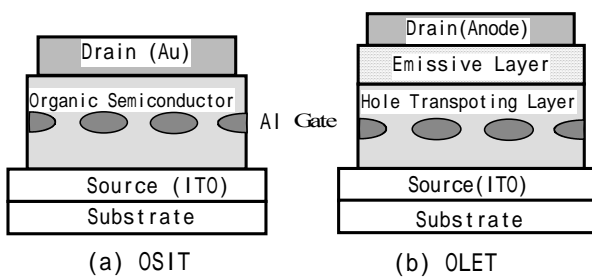 Drain (Au)
Organic Semiconductor
Al Gate
Source (ITO)
Substrate
(a) OSIT
Drain(Anode)
Emissive Layer
Hole Transpoting Layer
Source(ITO)
Substrate
(b) OLET